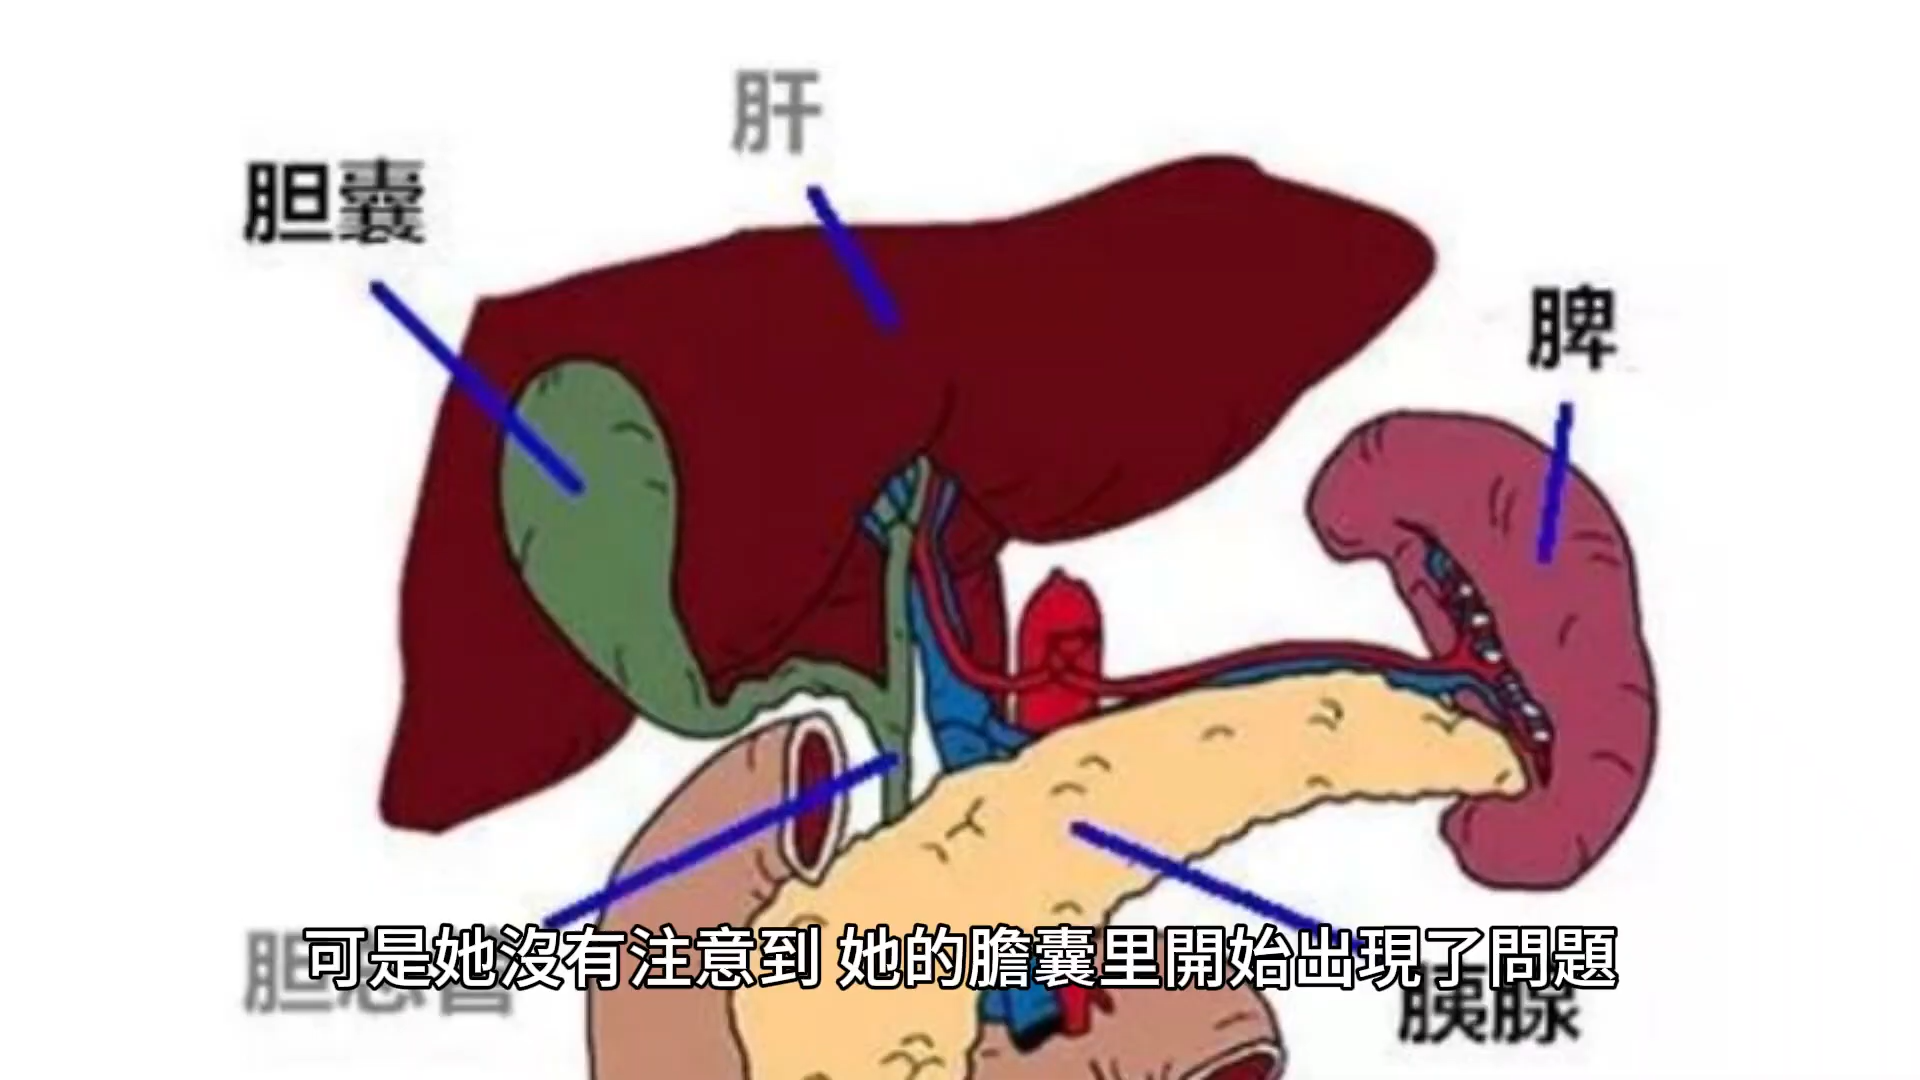 肝
胆囊
脾
可是她沒有注意到 她的膽囊里開始出現了問題
胰腺